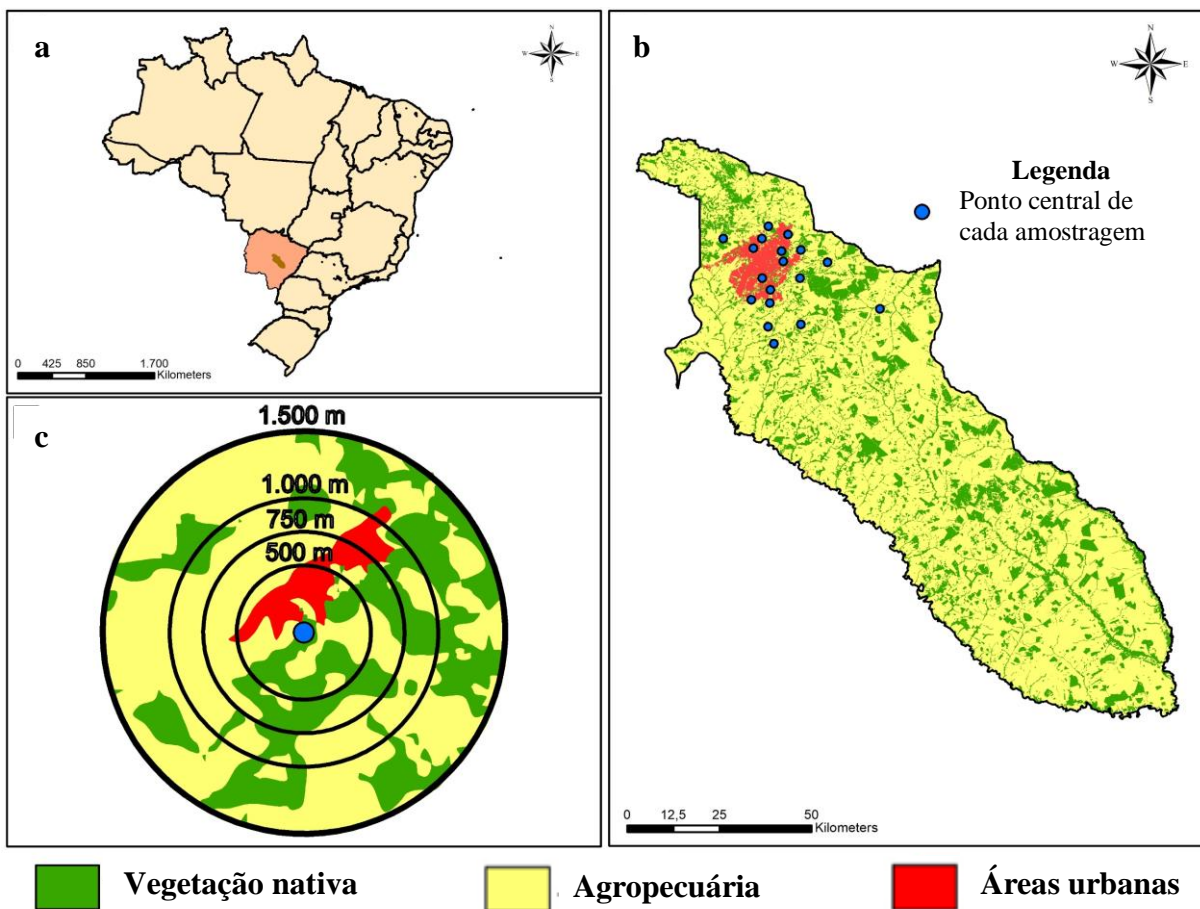 a
N
W
E
S
0 425 850 1.700
Kilometers
b
N
W
E
S
Legenda
Ponto central de
cada amostragem
0 12,5 25 50
Kilometers
c
1.500 m
1.000 m
750 m
500 m
Vegetação nativa
Agropecuária
Áreas urbanas